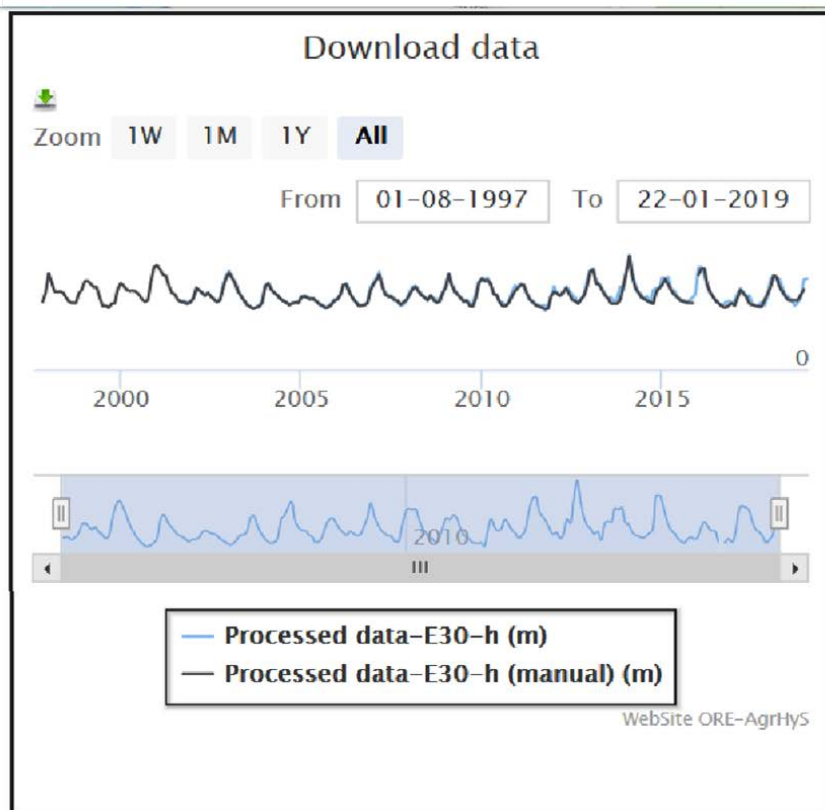 Download data
Zoom 1W 1M 1Y All
From 01-08-1997 To 22-01-2019
0
2000 2005 2010 2015
2010
Processed data-E30-h (m)
Processed data-E30-h (manual) (m)
WebSite ORE-AgrHyS